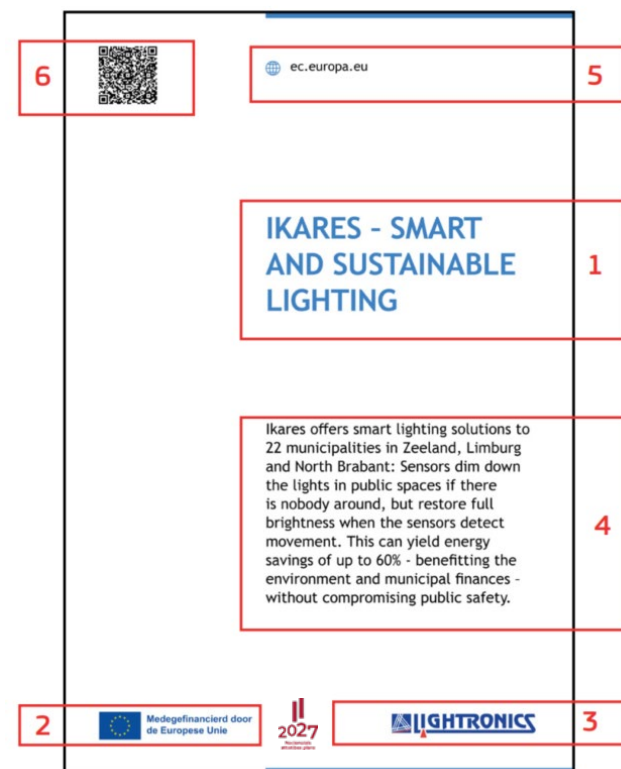 6
ec.europa.eu
5
IKARES - SMART
AND SUSTAINABLE
LIGHTING
1
Ikares offers smart lighting solutions to
22 municipalities in Zeeland, Limburg
and North Brabant: Sensors dim down
the lights in public spaces if there
is nobody around, but restore full
brightness when the sensors detect
movement. This can yield energy
savings of up to 60% - benefitting the
environment and municipal finances -
without compromising public safety.
4
2
Medegefinancierd door
de Europese Unie
2027
LIGHTRONICS
3